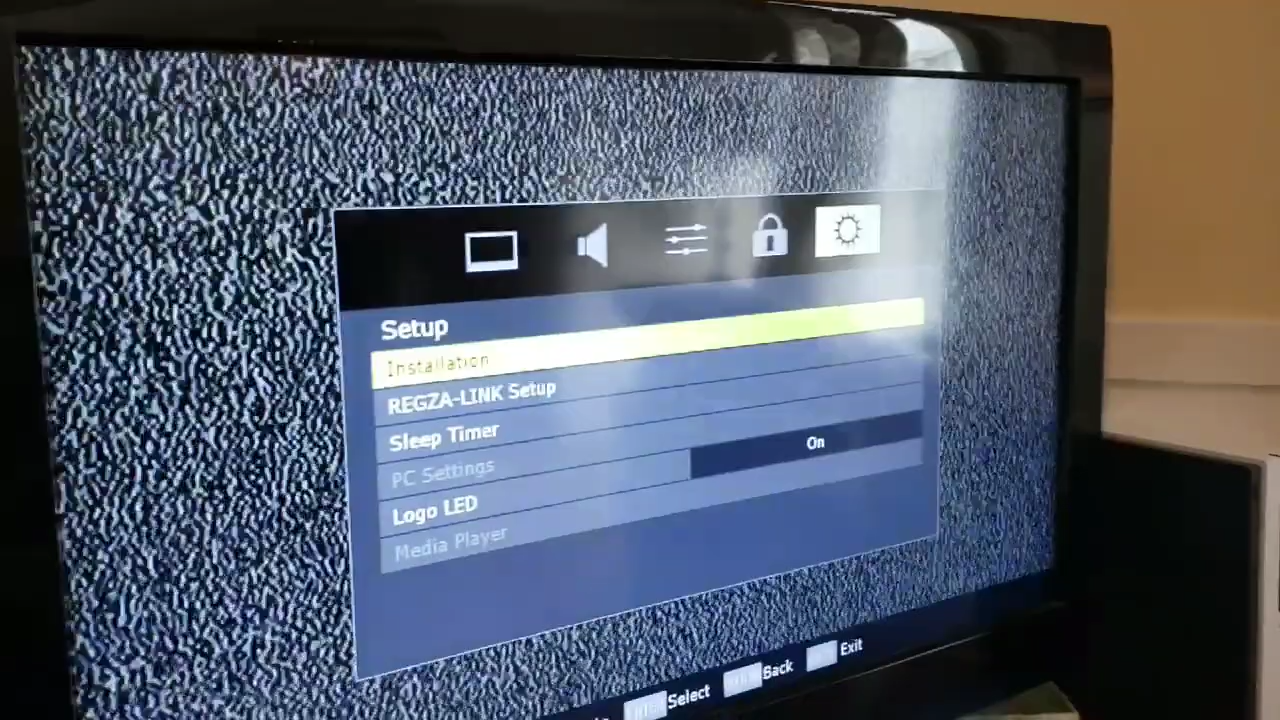 Setup
Installation
REGZA-LINK Setup
Sleep Timer
PC Settings
Logo LED On
Media Player
Select Back Exit